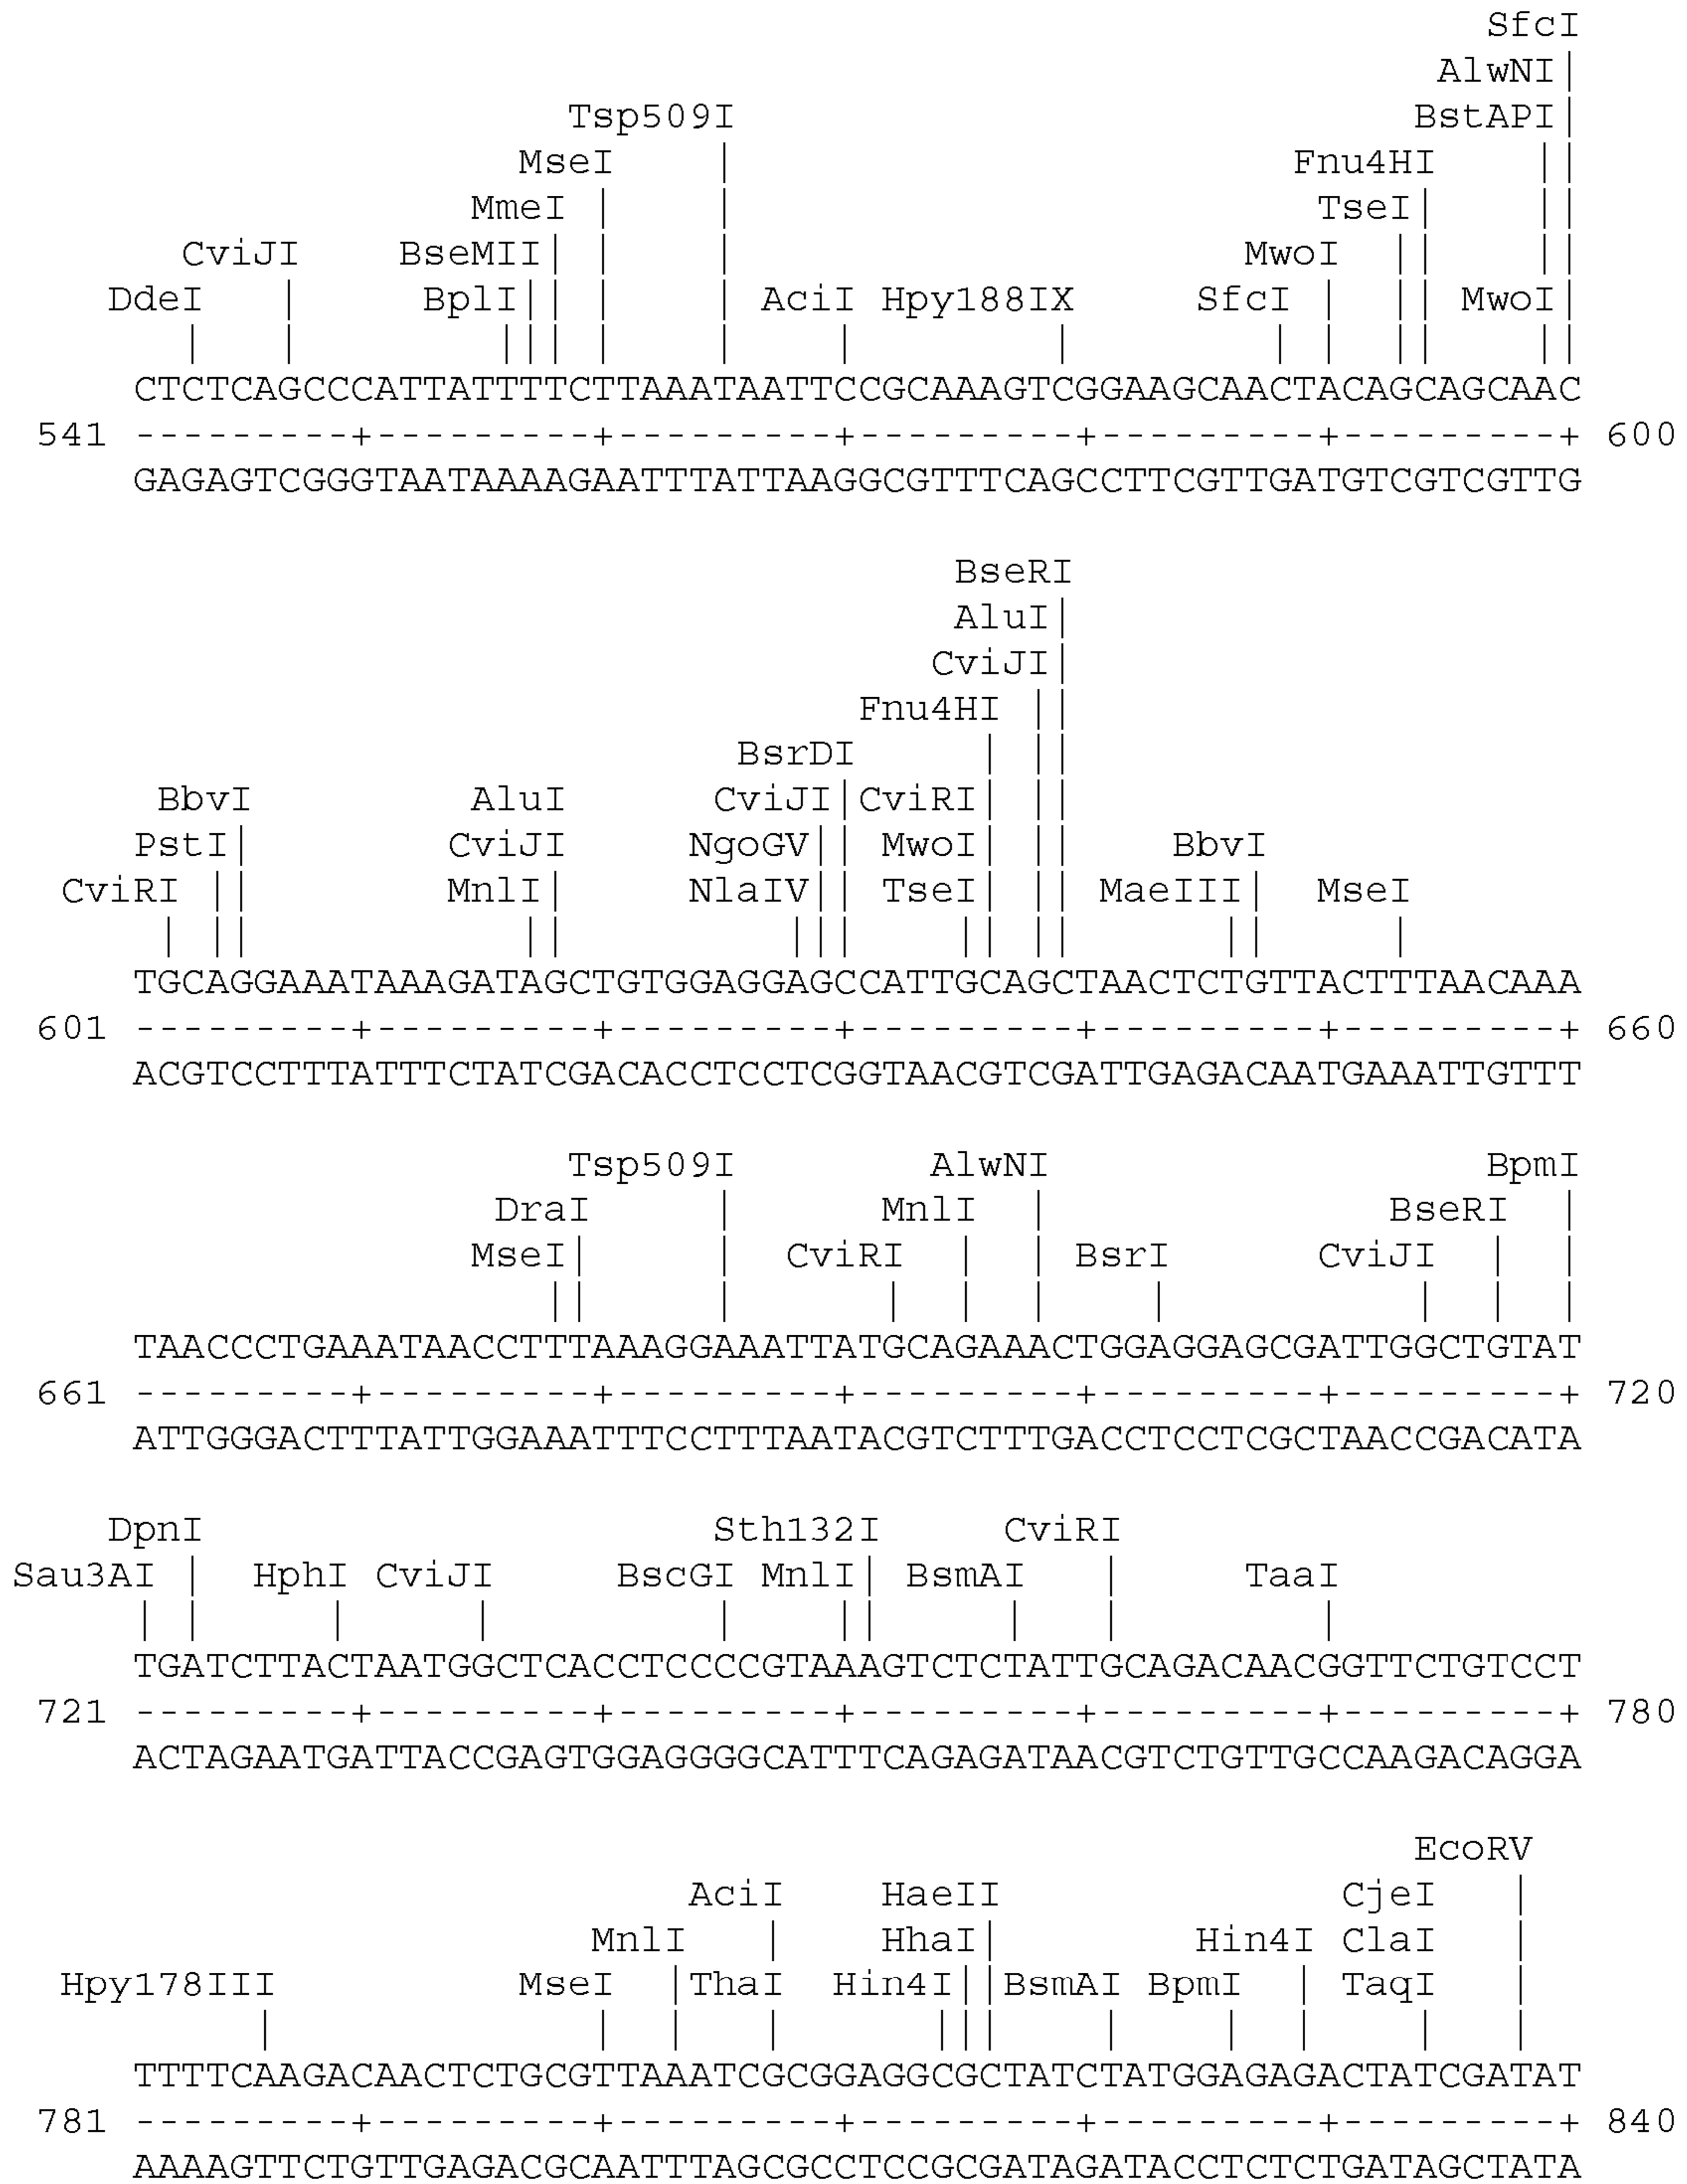 SfcI
AlwNI|
Tsp509I BstAPI|
MseI | Fnu4HI ||
MmeI | | TseI| ||
CviJI BseMII| | | MwoI || ||
DdeI | BplI|| | | AciI Hpy188IX SfcI | || MwoI|
| | ||| | | | | | | || ||
CTCTCAGCCCATTATTTTCTTAAATAATTCCGCAAAGTCGGAAGCAACTACAGCAGCAAC
541 ---------+---------+---------+---------+---------+---------+ 600
GAGAGTCGGGTAATAAAAGAATTTATTAAGGCGTTTCAGCCTTCGTTGATGTCGTCGTTG
BseRI
AluI|
CviJI|
Fnu4HI ||
BsrDI | ||
BbvI AluI CviJI|CviRI| ||
PstI| CviJI NgoGV|| MwoI| || BbvI
CviRI || MnlI| NlaIV|| TseI| || MaeIII| MseI
| || || ||| || || || |
TGCAGGAAATAAAGATAGCTGTGGAGGAGCCATTGCAGCTAACTCTGTTACTTTAACAAA
601 ---------+---------+---------+---------+---------+---------+ 660
ACGTCCTTTATTTCTATCGACACCTCCTCGGTAACGTCGATTGAGACAATGAAATTGTTT
Tsp509I AlwNI BpmI
DraI | MnlI | BseRI |
MseI| | CviRI | | BsrI CviJI | |
|| | | | | | | | |
TAACCCTGAAATAACCTTTAAAGGAAATTATGCAGAAACTGGAGGAGCGATTGGCTGTAT
661 ---------+---------+---------+---------+---------+---------+ 720
ATTGGGACTTTATTGGAAATTTCCTTTAATACGTCTTTGACCTCCTCGCTAACCGACATA
DpnI Sth132I CviRI
Sau3AI | HphI CviJI BscGI MnlI| BsmAI | TaaI
| | | | | || | | |
TGATCTTACTAATGGCTCACCTCCCCGTAAAGTCTCTATTGCAGACAACGGTTCTGTCCT
721 ---------+---------+---------+---------+---------+---------+ 780
ACTAGAATGATTACCGAGTGGAGGGGCATTTCAGAGATAACGTCTGTTGCCAAGACAGGA
EcoRV
AciI HaeII CjeI |
MnlI | HhaI| Hin4I ClaI |
Hpy178III MseI |ThaI Hin4I||BsmAI BpmI | TaqI |
| | | | ||| | | | | |
TTTTCAAGACAACTCTGCGTTAAATCGCGGAGGCGCTATCTATGGAGAGACTATCGATAT
781 ---------+---------+---------+---------+---------+---------+ 840
AAAAGTTCTGTTGAGACGCAATTTAGCGCCTCCGCGATAGATACCTCTCTGATAGCTATA